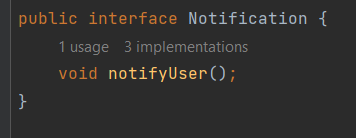 public interface Notification {
1 usage   3 implementations
void notifyUser();
}